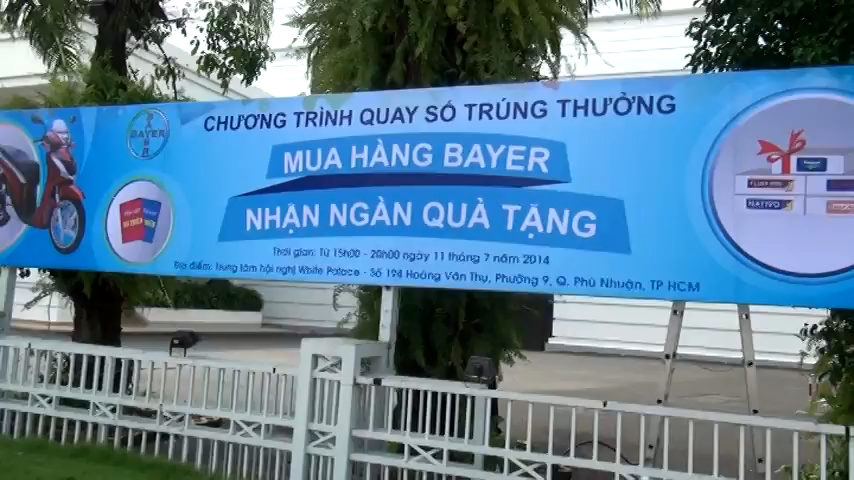 CHƯƠNG TRÌNH QUAY SỐ TRÚNG THƯỞNG
BAYER
MUA HÀNG BAYER
NHẬN NGÀN QUÀ TẶNG
NATIVO
Thời gian: Từ 15h00 - 20h00 ngày 11 tháng 7 năm 2014
Địa điểm: Trung tâm hội nghị White Palace - Số 194 Hoàng Văn Thụ, Phường 9, Q. Phú Nhuận, TP HCM